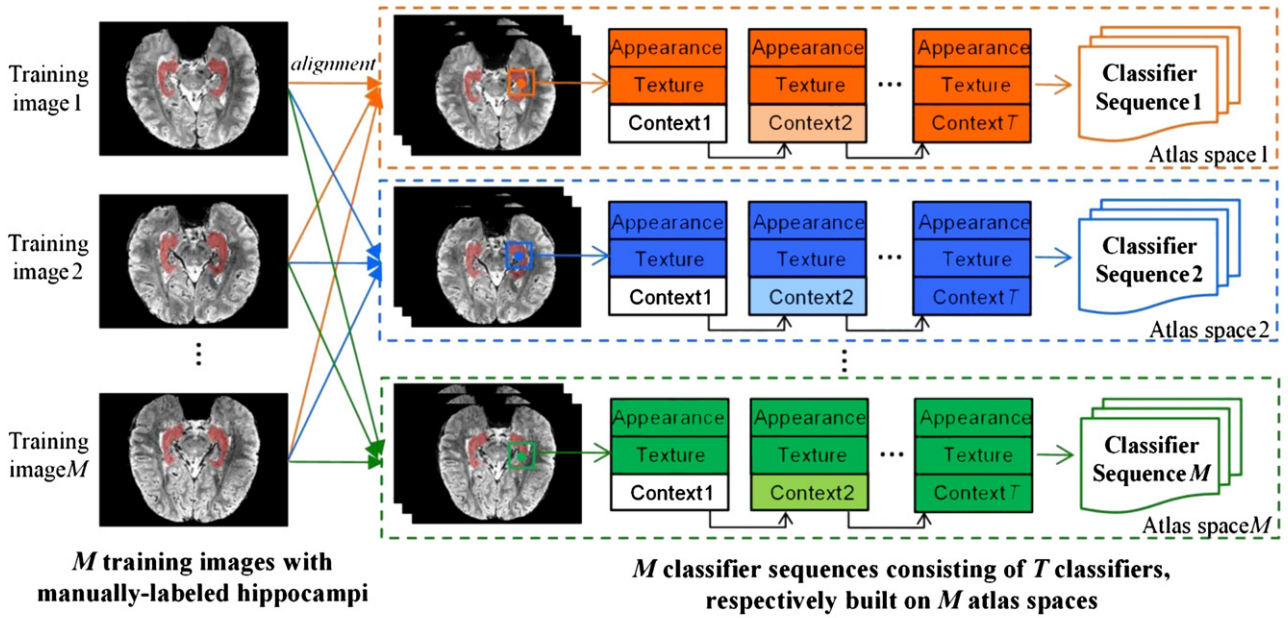 Training
image 1
alignment
Appearance
Texture
Context1
Appearance
Texture
Context2
...
Appearance
Texture
Context T
Classifier
Sequence 1
Atlas space 1
Training
image 2
Appearance
Texture
Context1
Appearance
Texture
Context2
...
Appearance
Texture
Context T
Classifier
Sequence 2
Atlas space 2
Training
image M
Appearance
Texture
Context1
Appearance
Texture
Context2
...
Appearance
Texture
Context T
Classifier
Sequence M
Atlas space M
M training images with
manually-labeled hippocampi
M classifier sequences consisting of T classifiers,
respectively built on M atlas spaces